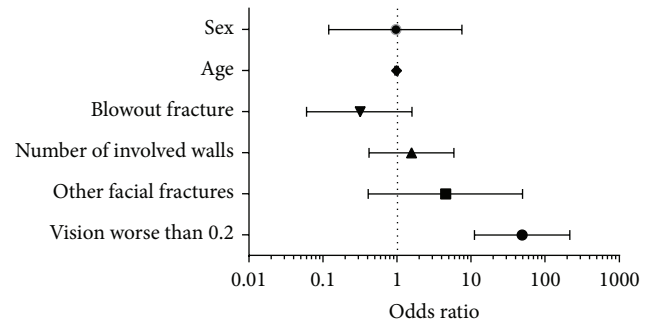 Sex
Age
Blowout fracture
Number of involved walls
Other facial fractures
Vision worse than 0.2
0.01 0.1 1 10 100 1000
Odds ratio